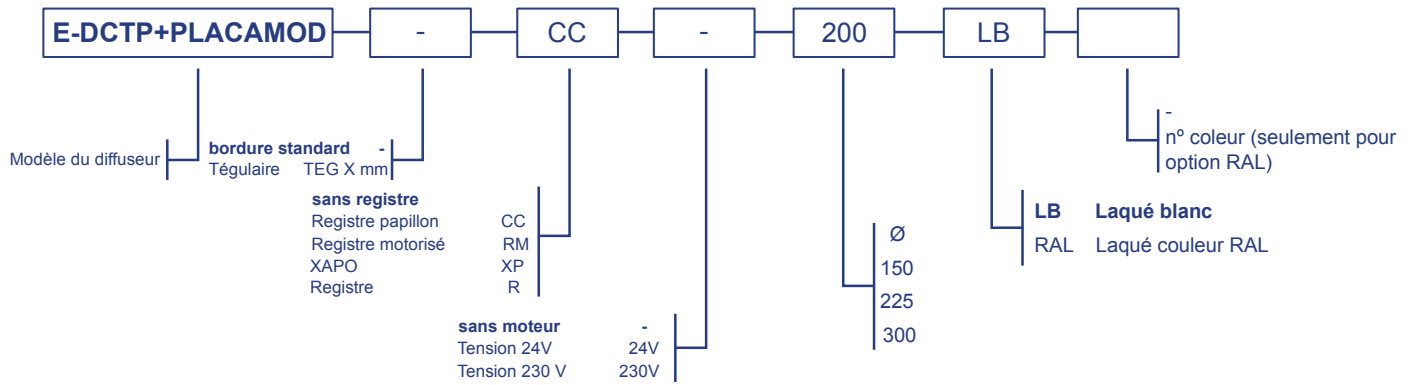 E-DCTP+PLACAMOD - CC - 200 LB
Modèle du diffuseur
bordure standard -
Tégulaire TEG X mm
sans registre
Registre papillon CC
Registre motorisé RM
XAPO XP
Registre R
sans moteur -
Tension 24V 24V
Tension 230 V 230V
Ø
150
225
300
LB Laqué blanc
RAL Laqué couleur RAL
-
nº coleur (seulement pour
option RAL)